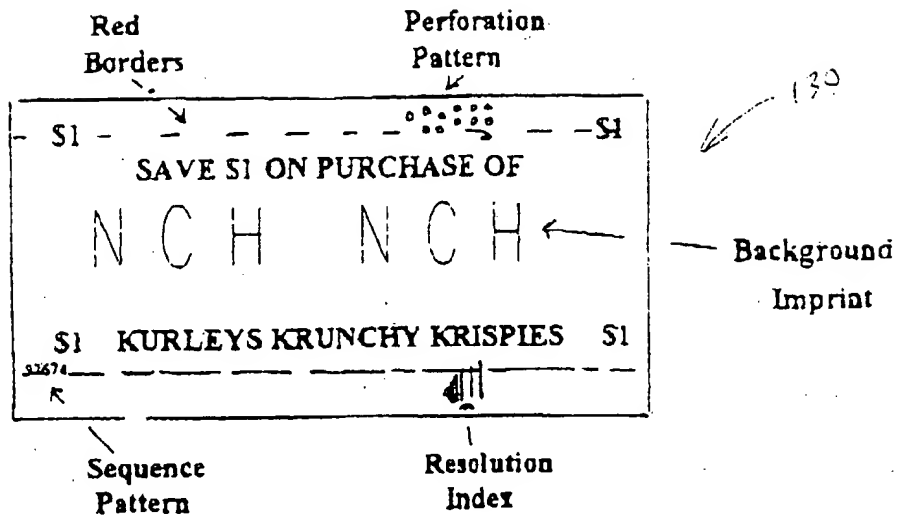 Red
Borders
Perforation
Pattern
130
S1 S1
SAVE S1 ON PURCHASE OF
N C H N C H
Background
Imprint
S1 KURLEYS KRUNCHY KRISPIES S1
Sequence
Pattern
Resolution
Index